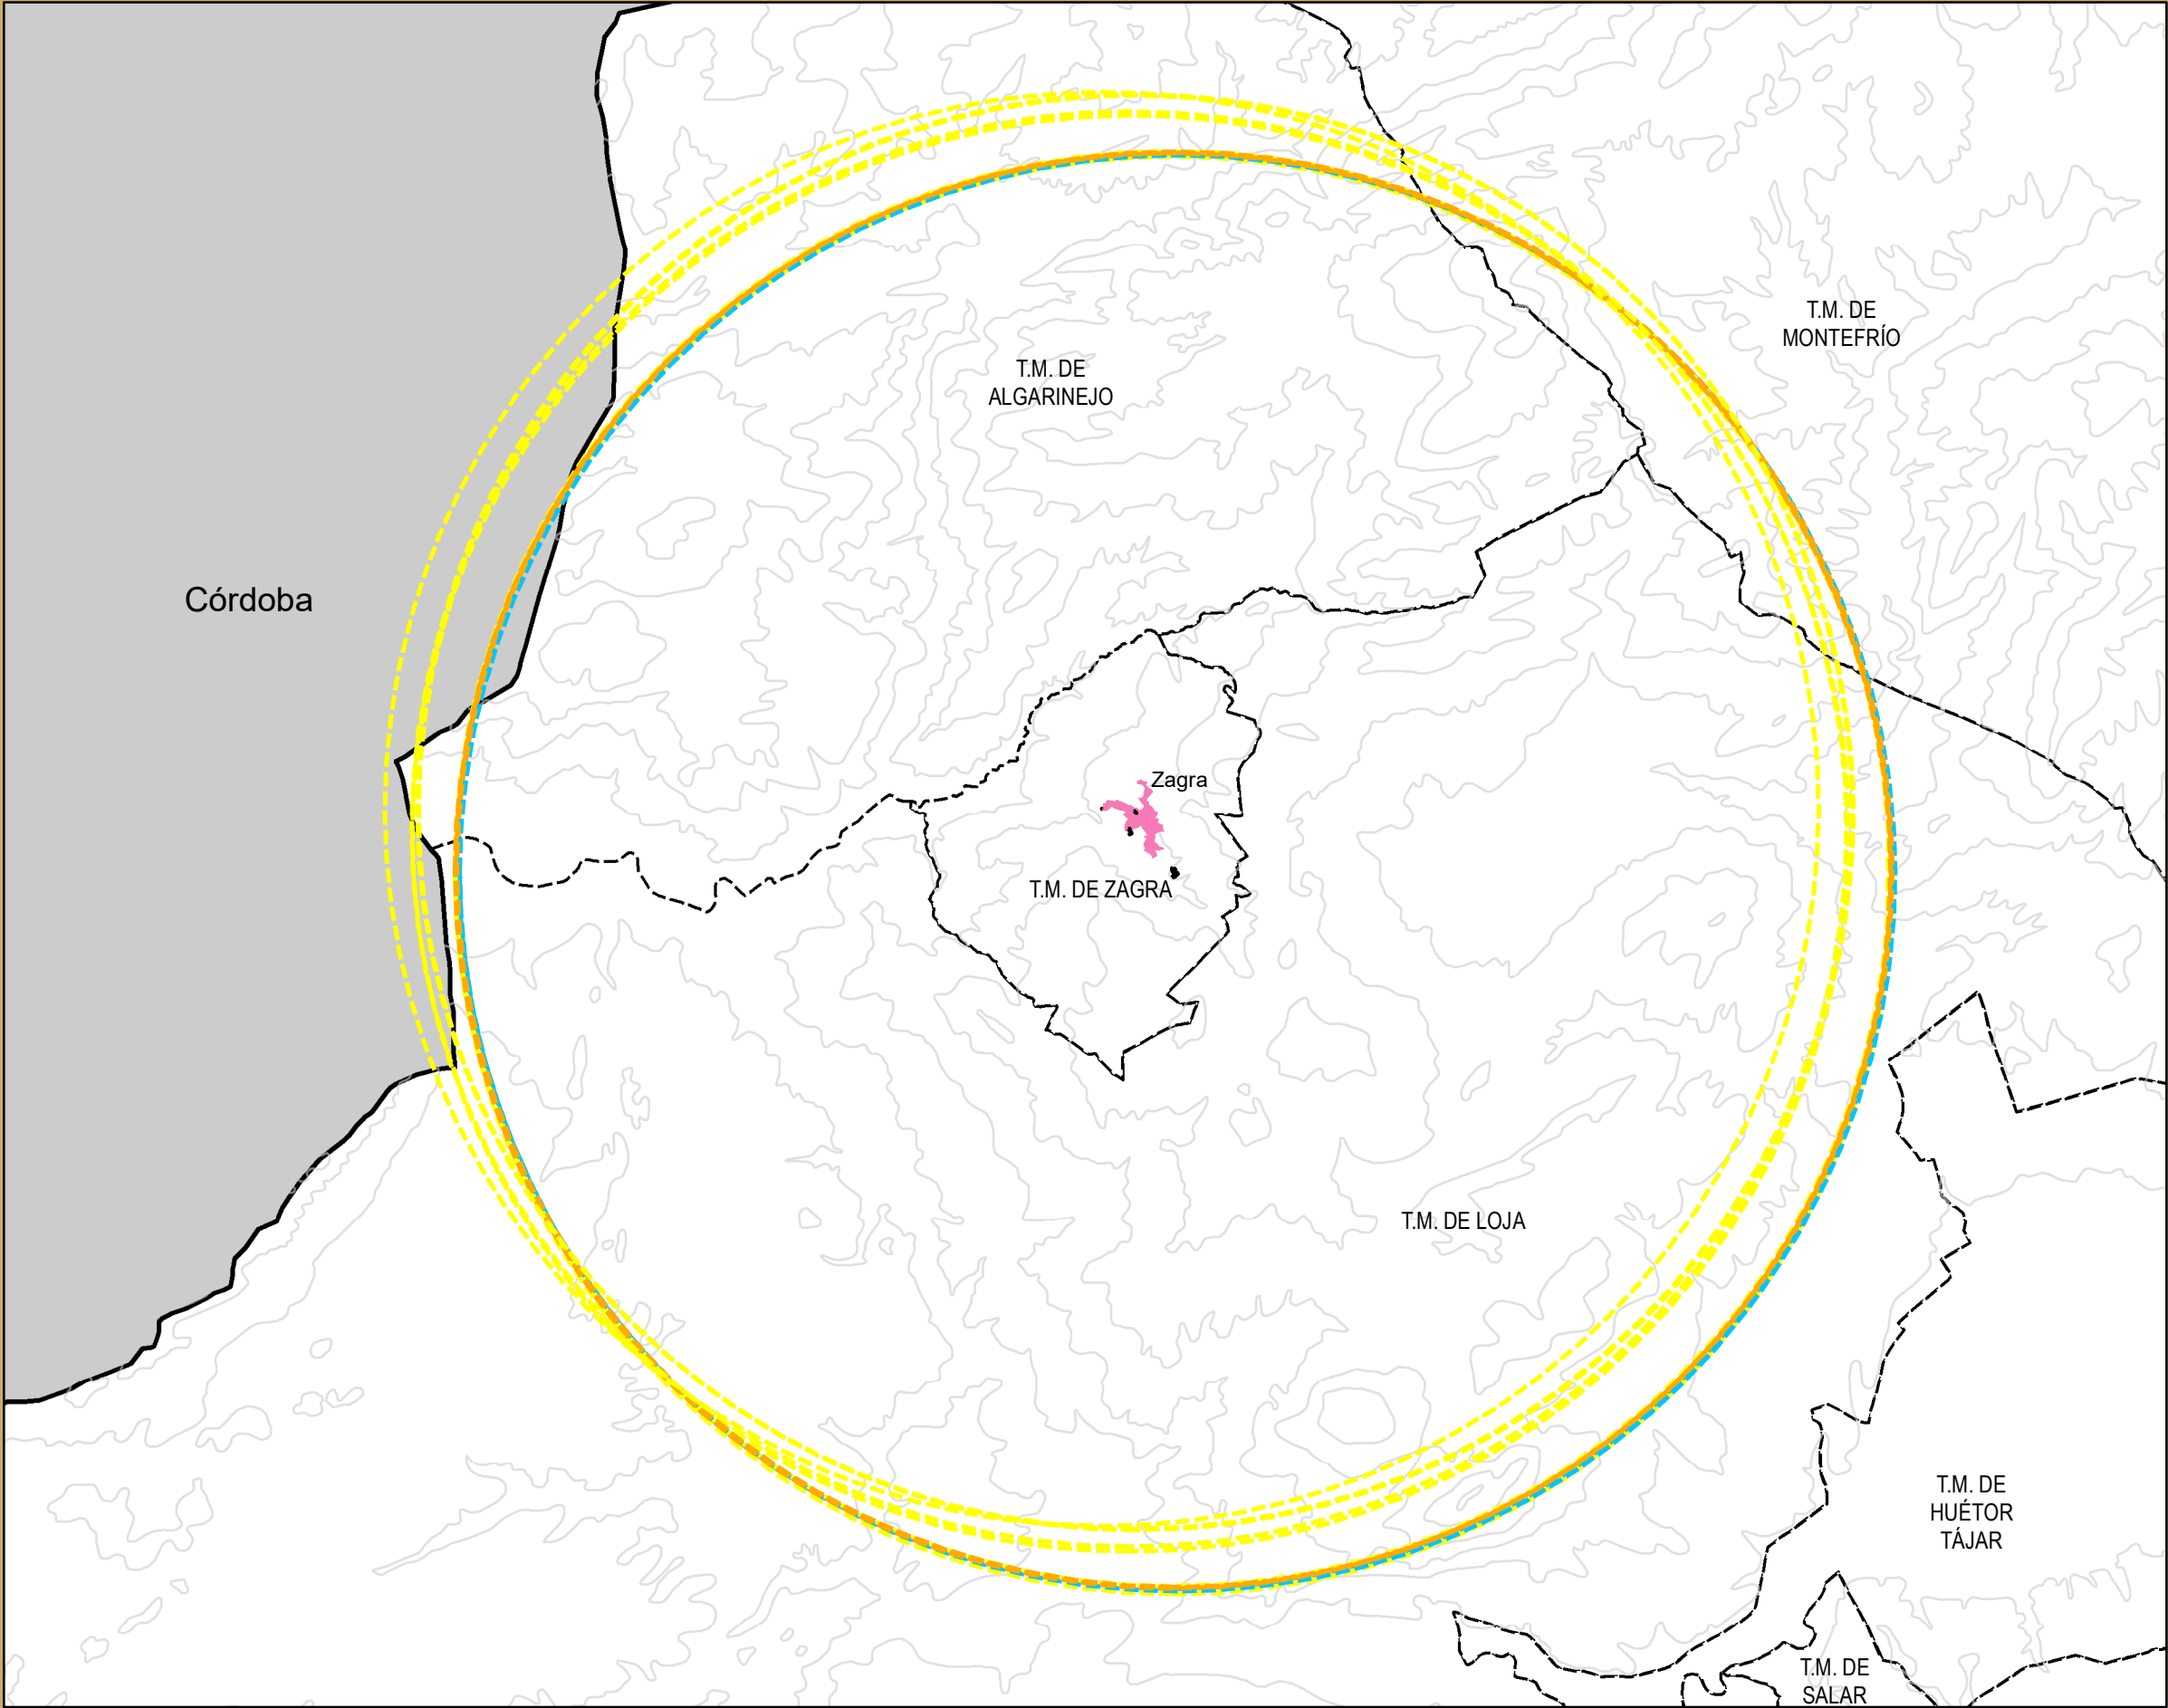 T.M. DE
MONTEFRÍO
T.M. DE
ALGARINEJO
Córdoba
Zagra
T.M. DE ZAGRA
T.M. DE LOJA
T.M. DE
HUÉTOR
TÁJAR
T.M. DE
SALAR